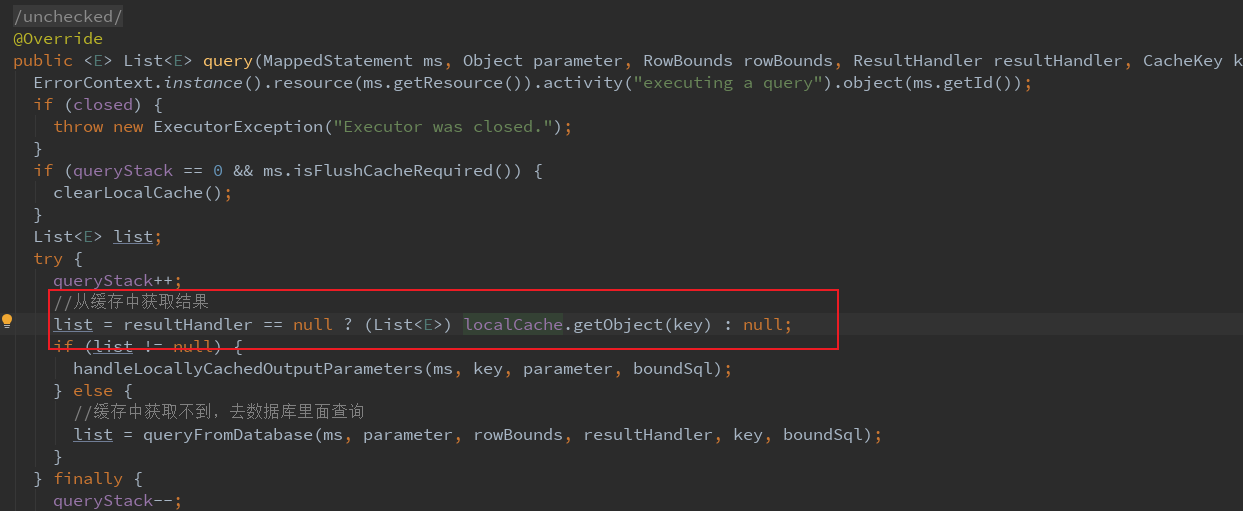 /unchecked/
@Override
public <E> List<E> query(MappedStatement ms, Object parameter, RowBounds rowBounds, ResultHandler resultHandler, CacheKey k
ErrorContext.instance().resource(ms.getResource()).activity("executing a query").object(ms.getId());
if (closed) {
throw new ExecutorException("Executor was closed.");
}
if (queryStack == 0 && ms.isFlushCacheRequired()) {
clearLocalCache();
}
List<E> list;
try {
queryStack++;
//从缓存中获取结果
list = resultHandler == null ? (List<E>) localCache.getObject(key) : null;
if (list != null) {
handleLocallyCachedOutputParameters(ms, key, parameter, boundSql);
} else {
//缓存中获取不到，去数据库里面查询
list = queryFromDatabase(ms, parameter, rowBounds, resultHandler, key, boundSql);
}
} finally {
queryStack--;